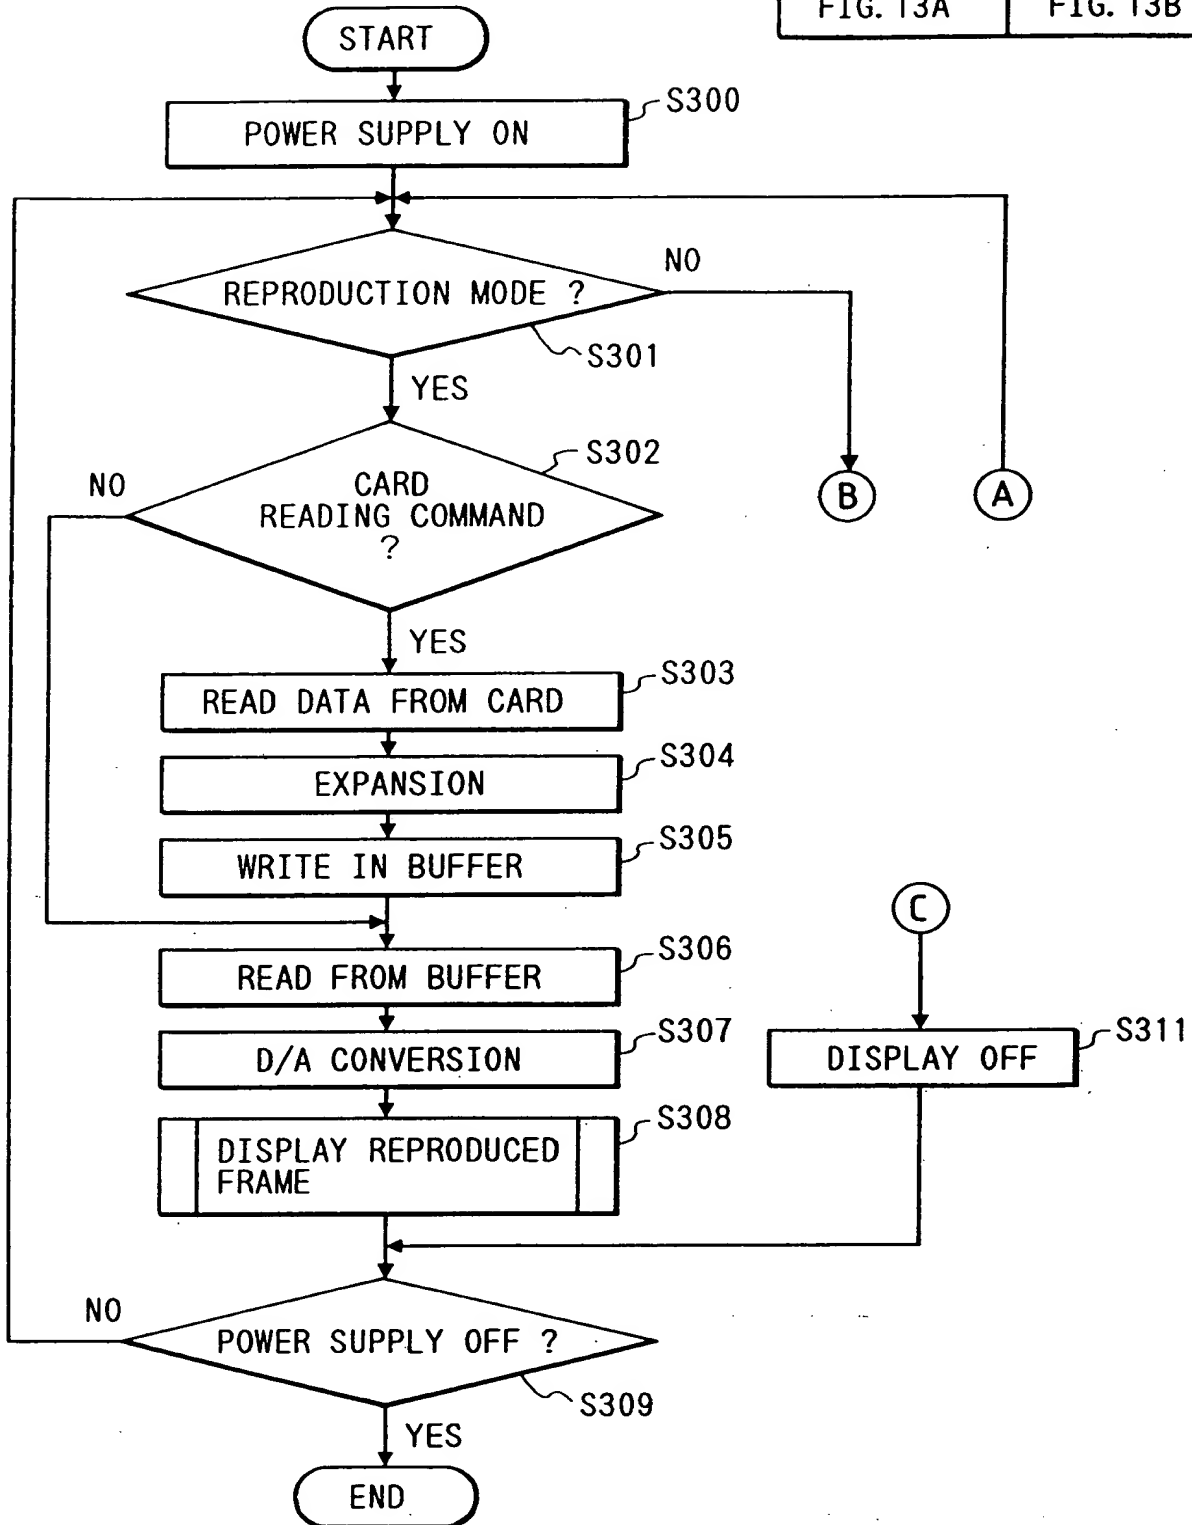 FIG. 13A
FIG. 13B
START
POWER SUPPLY ON
S300
REPRODUCTION MODE ?
NO
S301
YES
S302
NO
CARD
READING COMMAND
?
B
A
YES
READ DATA FROM CARD
S303
EXPANSION
S304
WRITE IN BUFFER
S305
C
READ FROM BUFFER
S306
D/A CONVERSION
S307
DISPLAY OFF
S311
DISPLAY REPRODUCED
FRAME
S308
NO
POWER SUPPLY OFF ?
S309
YES
END